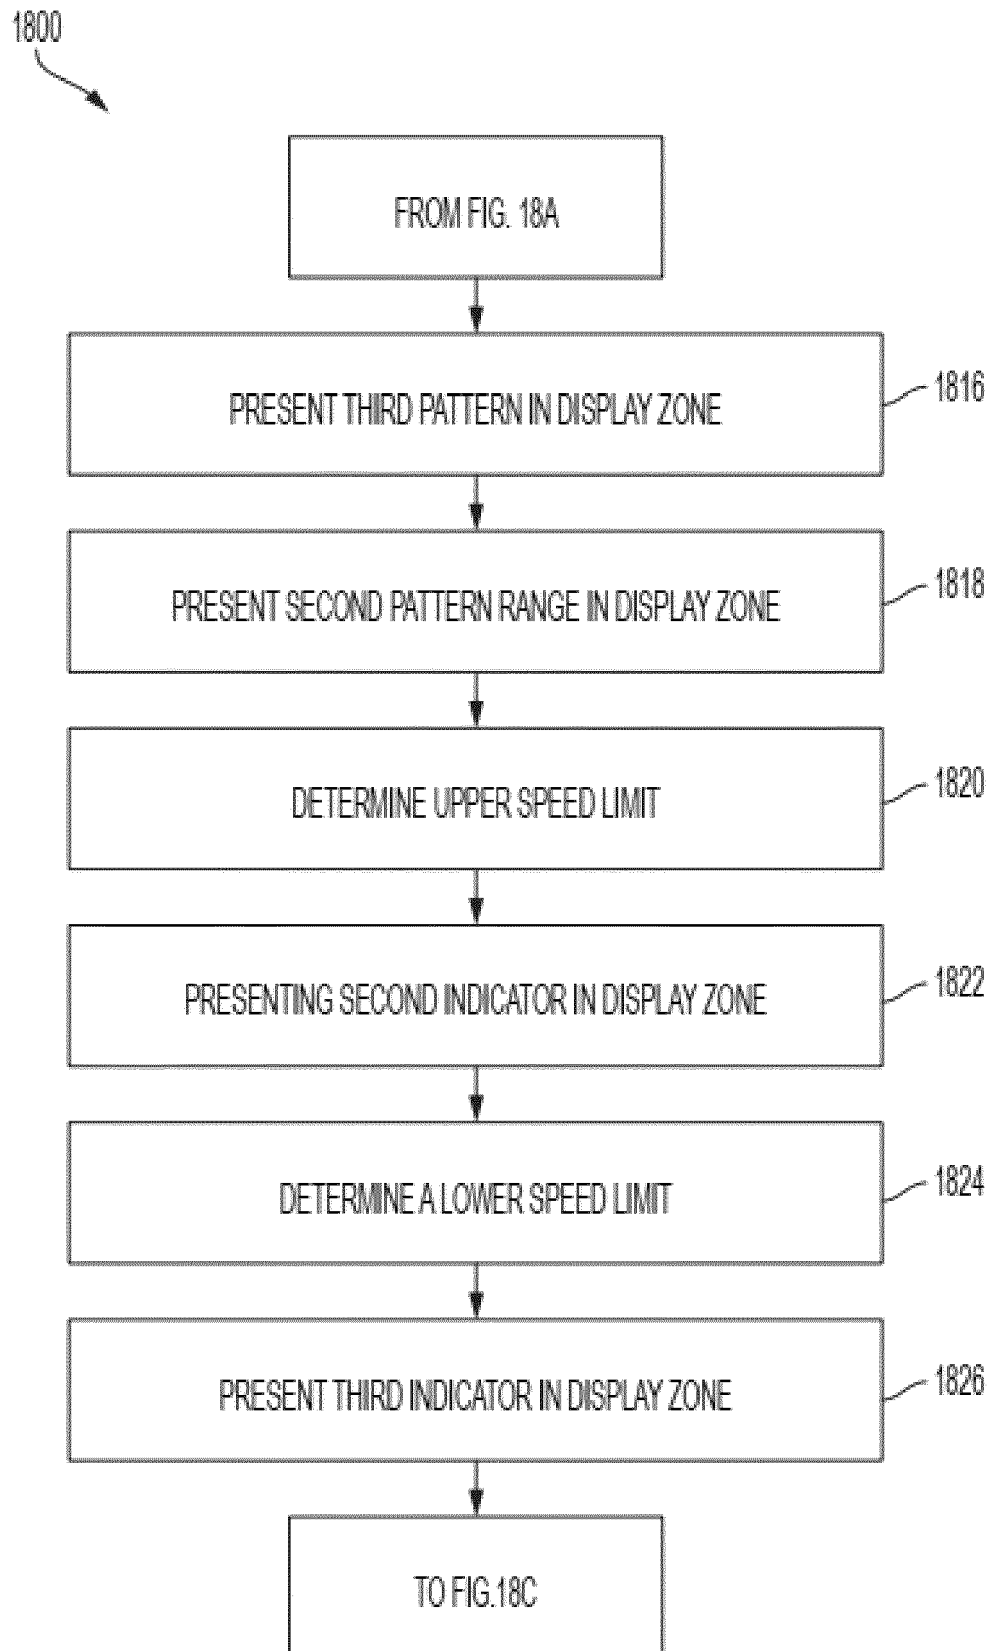 1800
FROM FIG. 18A
PRESENT THIRD PATTERN IN DISPLAY ZONE
1816
PRESENT SECOND PATTERN RANGE IN DISPLAY ZONE
1818
DETERMINE UPPER SPEED LIMIT
1820
PRESENTING SECOND INDICATOR IN DISPLAY ZONE
1822
DETERMINE A LOWER SPEED LIMIT
1824
PRESENT THIRD INDICATOR IN DISPLAY ZONE
1826
TO FIG.18C